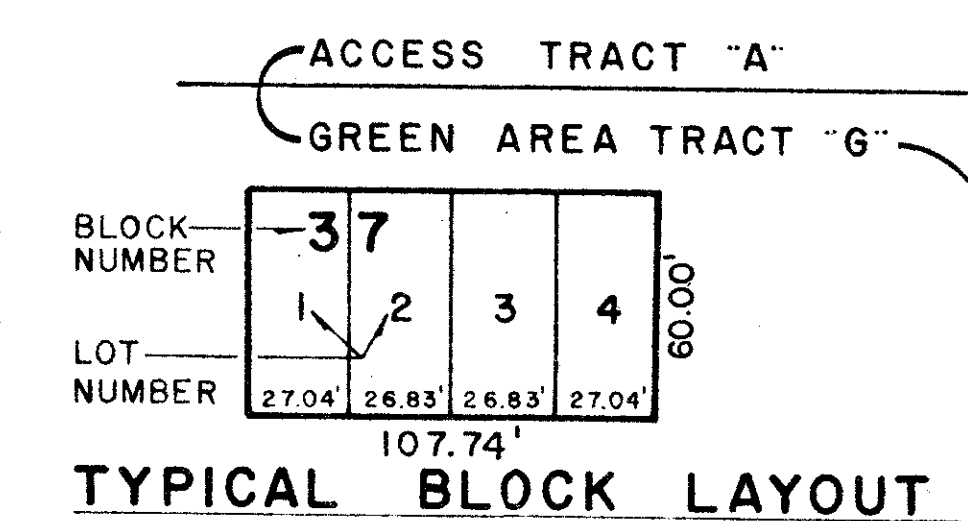 ACCESS TRACT "A"
GREEN AREA TRACT "G"
BLOCK NUMBER
37
1 2 3 4
60.00'
LOT NUMBER
27.04' 26.83' 26.83' 27.04'
107.74'
TYPICAL BLOCK LAYOUT